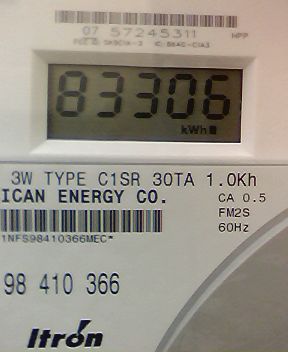 07 57245311 HPP
83306
kWh
3W TYPE C1SR 30TA 1.0Kh
ICAN ENERGY CO. CA 0.5
FM2S
60Hz
1NFS98410366MEC*
98 410 366
Itron